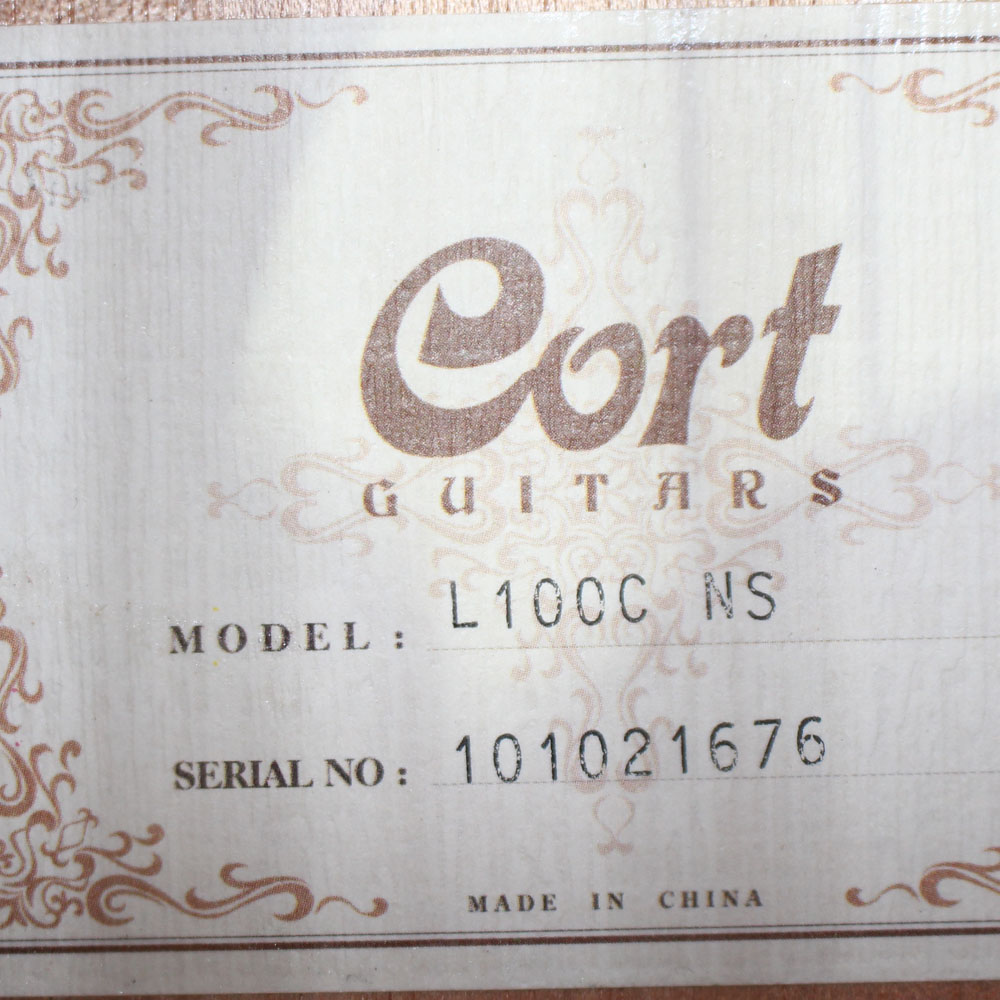 Cort
GUITARS
MODEL : L100C NS
SERIAL NO : 101021676
MADE IN CHINA